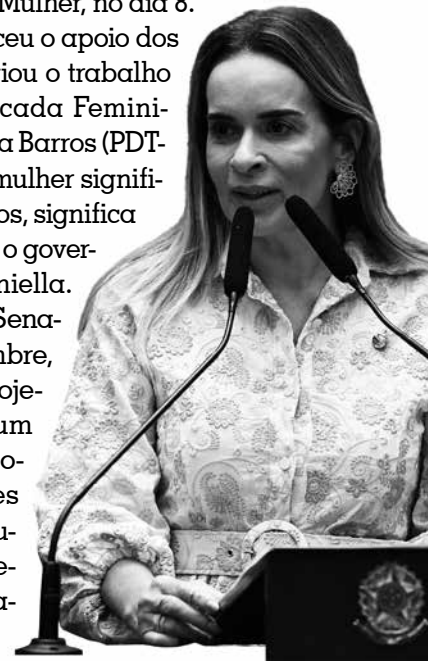 Mulher, no dia 8.
ceu o apoio dos
iou o trabalho
cada Femini-
a Barros (PDT-
mulher signifi-
os, significa
o gover-
niella.
Sena-
mbre,
oje-
um
o-
es
u-
e-
a-